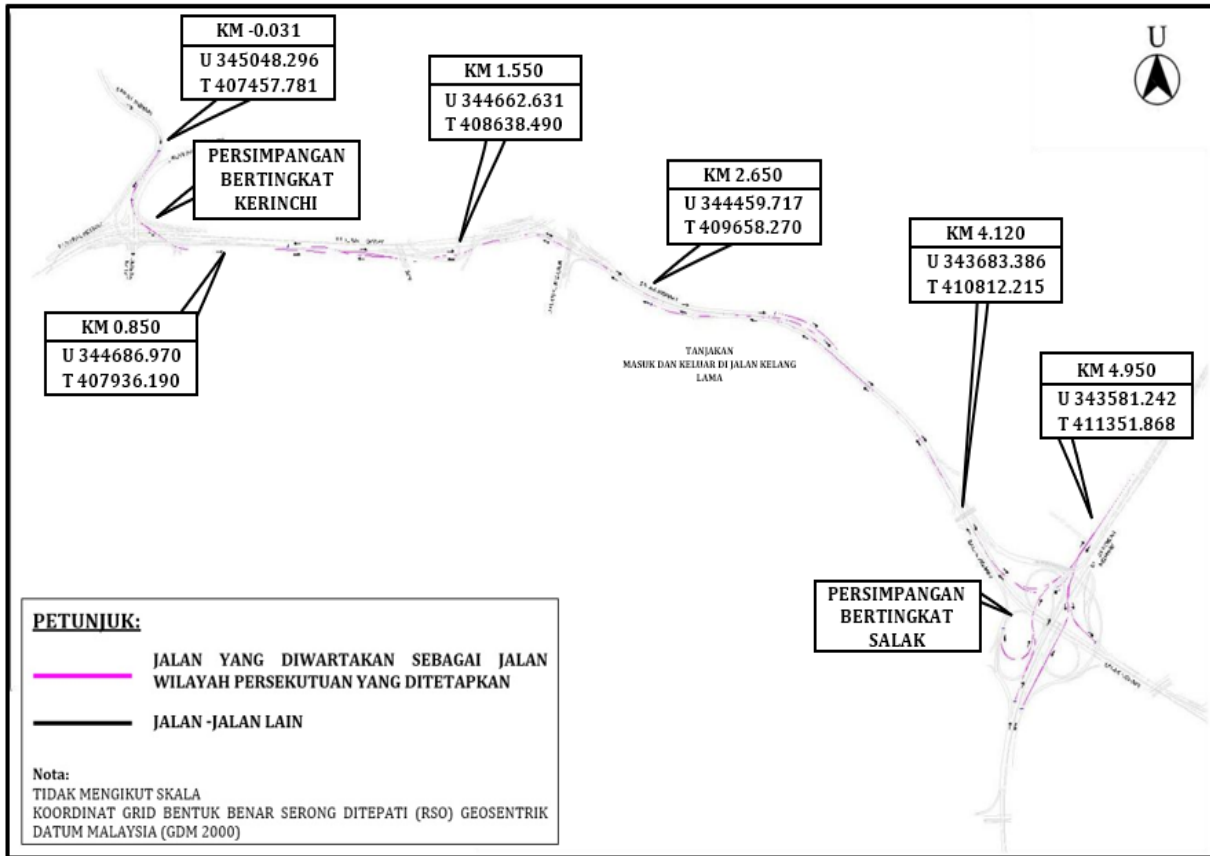 KM -0.031
U 345048.296
T 407457.781
KM 1.550
U 344662.631
T 408638.490
U
PERSIMPANGAN
BERTINGKAT
KERINCHI
KM 2.650
U 344459.717
T 409658.270
KM 4.120
U 343683.386
T 410812.215
KM 0.850
U 344686.970
T 407936.190
TANJAKAN
MASUK DAN KELUAR DI JALAN KELANG
LAMA
KM 4.950
U 343581.242
T 411351.868
PERSIMPANGAN
BERTINGKAT
SALAK
PETUNJUK:
JALAN YANG DIWARTAKAN SEBAGAI JALAN
WILAYAH PERSEKUTUAN YANG DITETAPKAN
JALAN -JALAN LAIN
Nota:
TIDAK MENGIKUT SKALA
KOORDINAT GRID BENTUK BENAR SERONG DITEPATI (RSO) GEOSENTRIK
DATUM MALAYSIA (GDM 2000)